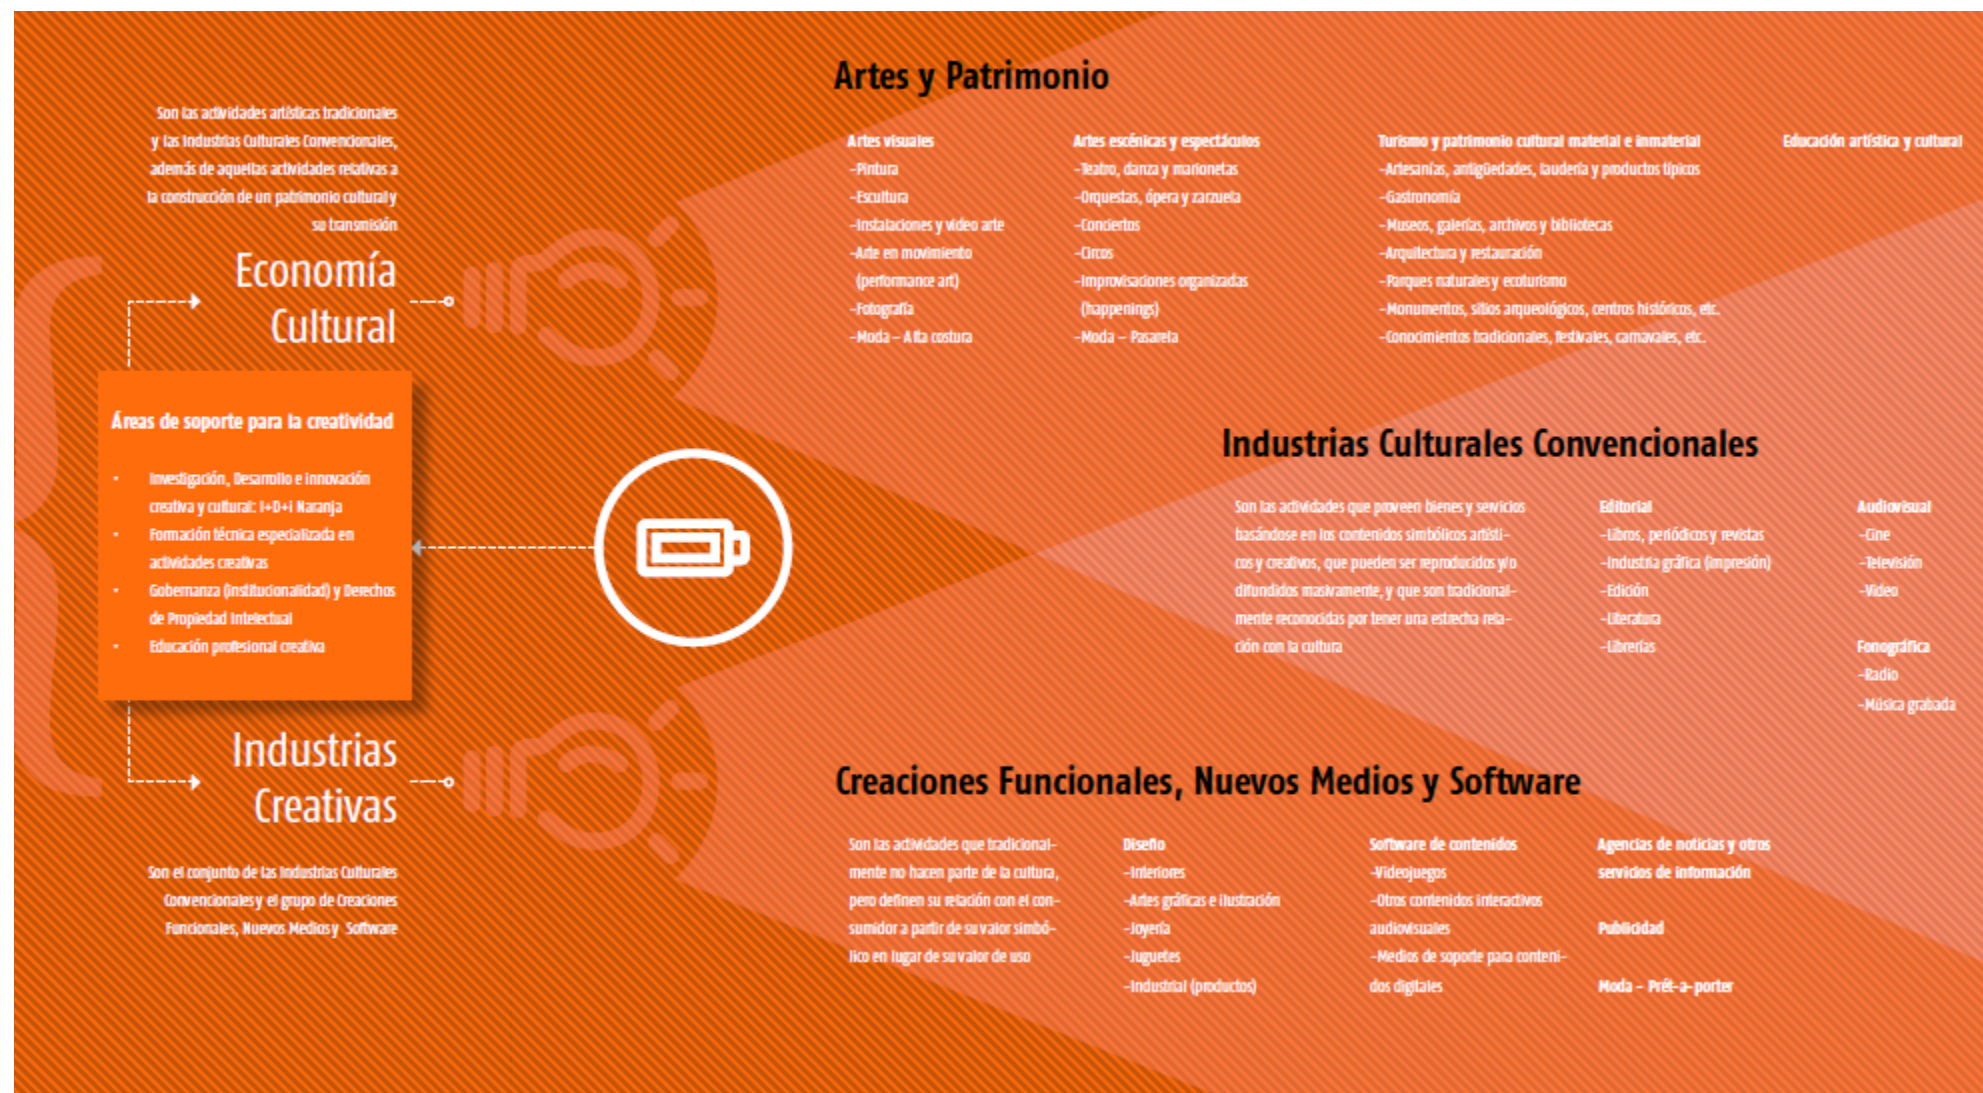 Son las actividades artísticas tradicionales
y las Industrias Culturales Convencionales,
además de aquellas actividades relativas a
la construcción de un patrimonio cultural y
su transmisión
Economía
Cultural
Áreas de soporte para la creatividad
• Investigación, Desarrollo e innovación
creativa y cultural: I+D+i Naranja
• Formación técnica especializada en
actividades creativas
• Gobernanza (institucionalidad) y Derechos
de Propiedad Intelectual
• Educación profesional creativa
Industrias
Creativas
Son el conjunto de las Industrias Culturales
Convencionales y el grupo de Creaciones
Funcionales, Nuevos Medios y Software
Artes y Patrimonio
Artes visuales
-Pintura
-Escultura
-Instalaciones y video arte
-Arte en movimiento
(performance art)
-Fotografía
-Moda – Alta costura
Artes escénicas y espectáculos
-Teatro, danza y marionetas
-Orquestas, ópera y zarzuela
-Conciertos
-Circos
-Improvisaciones organizadas
(happenings)
-Moda – Pasarela
Turismo y patrimonio cultural material e inmaterial
-Artesanías, antigüedades, laudería y productos típicos
-Gastronomía
-Museos, galerías, archivos y bibliotecas
-Arquitectura y restauración
-Parques naturales y ecoturismo
-Monumentos, sitios arqueológicos, centros históricos, etc.
-Conocimientos tradicionales, festivales, carnavales, etc.
Educación artística y cultural
Industrias Culturales Convencionales
Son las actividades que proveen bienes y servicios
basándose en los contenidos simbólicos artísti-
cos y creativos, que pueden ser reproducidos y/o
difundidos masivamente, y que son tradicional-
mente reconocidas por tener una estrecha rela-
ción con la cultura
Editorial
-Libros, periódicos y revistas
-Industria gráfica (impresión)
-Edición
-Literatura
-Librerías
Audiovisual
-Cine
-Televisión
-Video
Fonográfica
-Radio
-Música grabada
Creaciones Funcionales, Nuevos Medios y Software
Son las actividades que tradicional-
mente no hacen parte de la cultura,
pero definen su relación con el con-
sumidor a partir de su valor simbó-
lico en lugar de su valor de uso
Diseño
-Interiores
-Artes gráficas e ilustración
-Joyería
-Juguetes
-Industrial (productos)
Software de contenidos
-Videojuegos
-Otros contenidos interactivos
audiovisuales
-Medios de soporte para conteni-
dos digitales
Agencias de noticias y otros
servicios de información
Publicidad
Moda – Prêt-a-porter